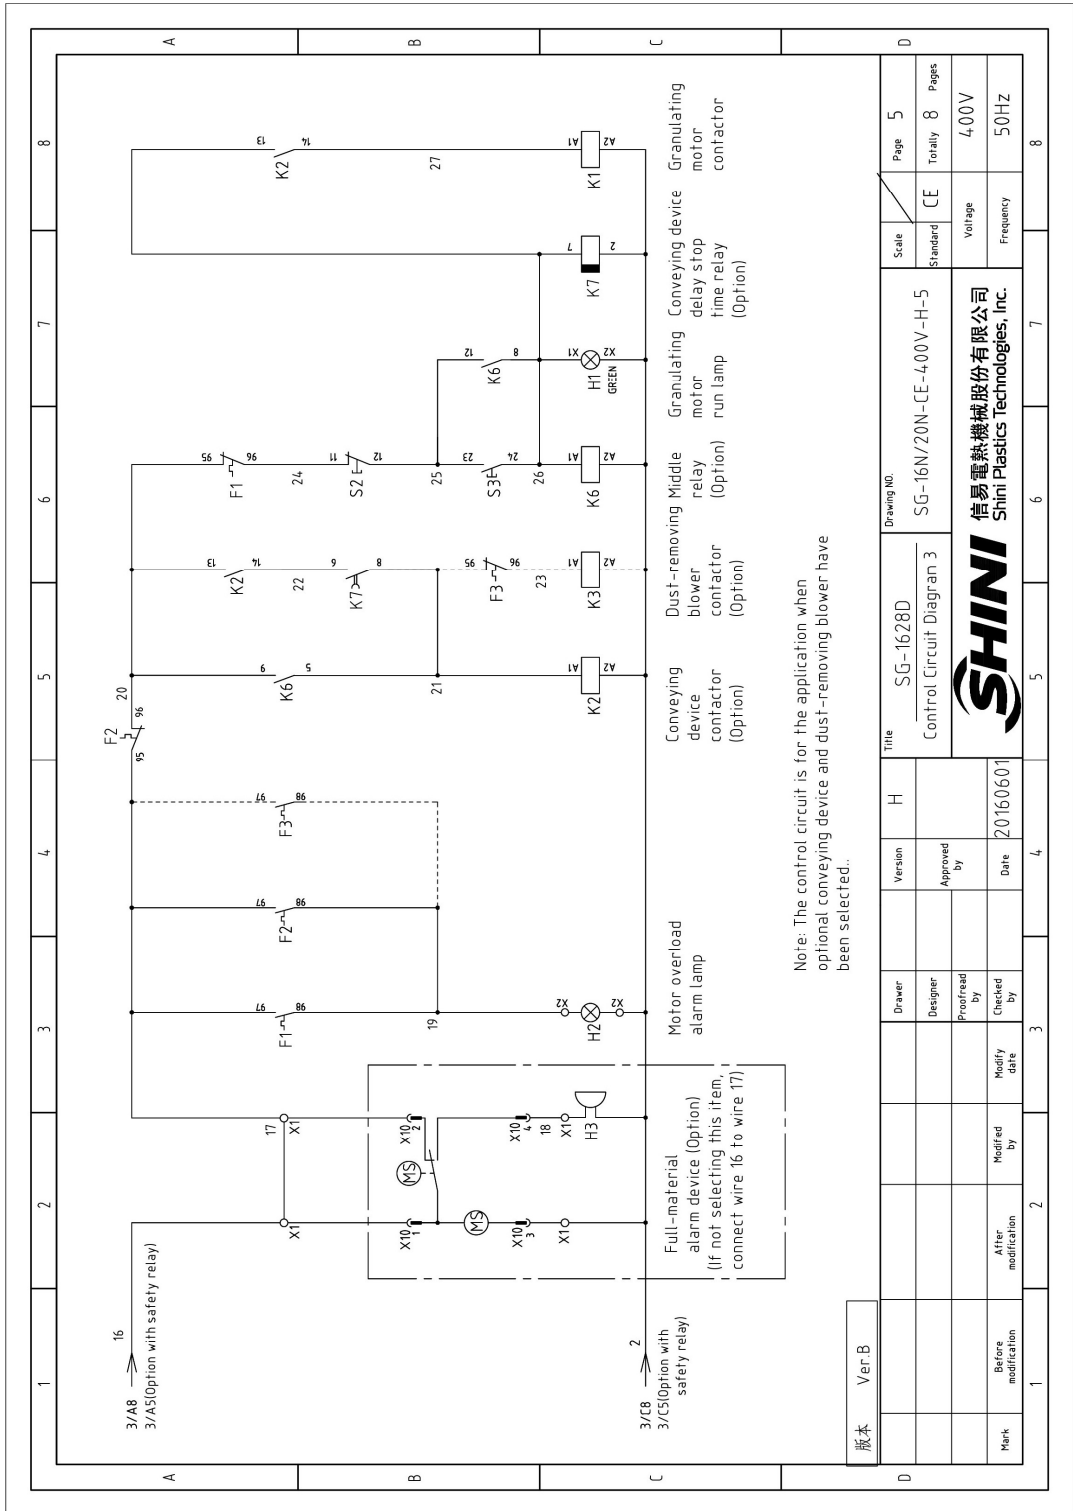 1 2 3 4 5 6 7 8
A
B
C
D
3/A8
3/A5(Option with safety relay)
16
3/C8
3/C5(Option with
safety relay)
2
X1
17
X1
X10
1
X10
2
MS
MS
X10
3
X10
4
X1
18
X1
H3
Full-material
alarm device (Option)
(If not selecting this item,
connect wire 16 to wire 17)
F1
97
98
19
X2
H2
X2
Motor overload
alarm lamp
F2
97
98
F3
97
98
F2
95
96
20
K6
9
5
21
A1
K2
A2
Conveying
device
contactor
(Option)
K2
13
14
22
K7
6
8
F3
95
96
23
A1
K3
A2
Dust-removing
blower
contactor
(Option)
F1
95
96
24
S2
11
12
25
S3
23
24
26
A1
K6
A2
Middle
relay
(Option)
K6
12
8
X1
H1
GREEN
X2
Granulating
motor
run lamp
7
K7
2
Conveying device
delay stop
time relay
(Option)
K2
13
14
27
A1
K1
A2
Granulating
motor
contactor
Note: The control circuit is for the application when
optional conveying device and dust-removing blower have
been selected..
版本 Ver.B
Mark
Before
modification
After
modification
Modified
by
Modify
date
Drawer
Designer
Proofread
by
Checked
by
Version H
Approved
by
Date 20160601
Title
SG-1628D
Control Circuit Diagran 3
Drawing NO.
SG-16N/20N-CE-400V-H-5
SHINI
信易電熱機械股份有限公司
Shini Plastics Technologies, Inc.
Scale
Page 5
Standard CE
Totally 8 Pages
Voltage 400V
Frequency 50Hz
A
B
C
D
1 2 3 4 5 6 7 8